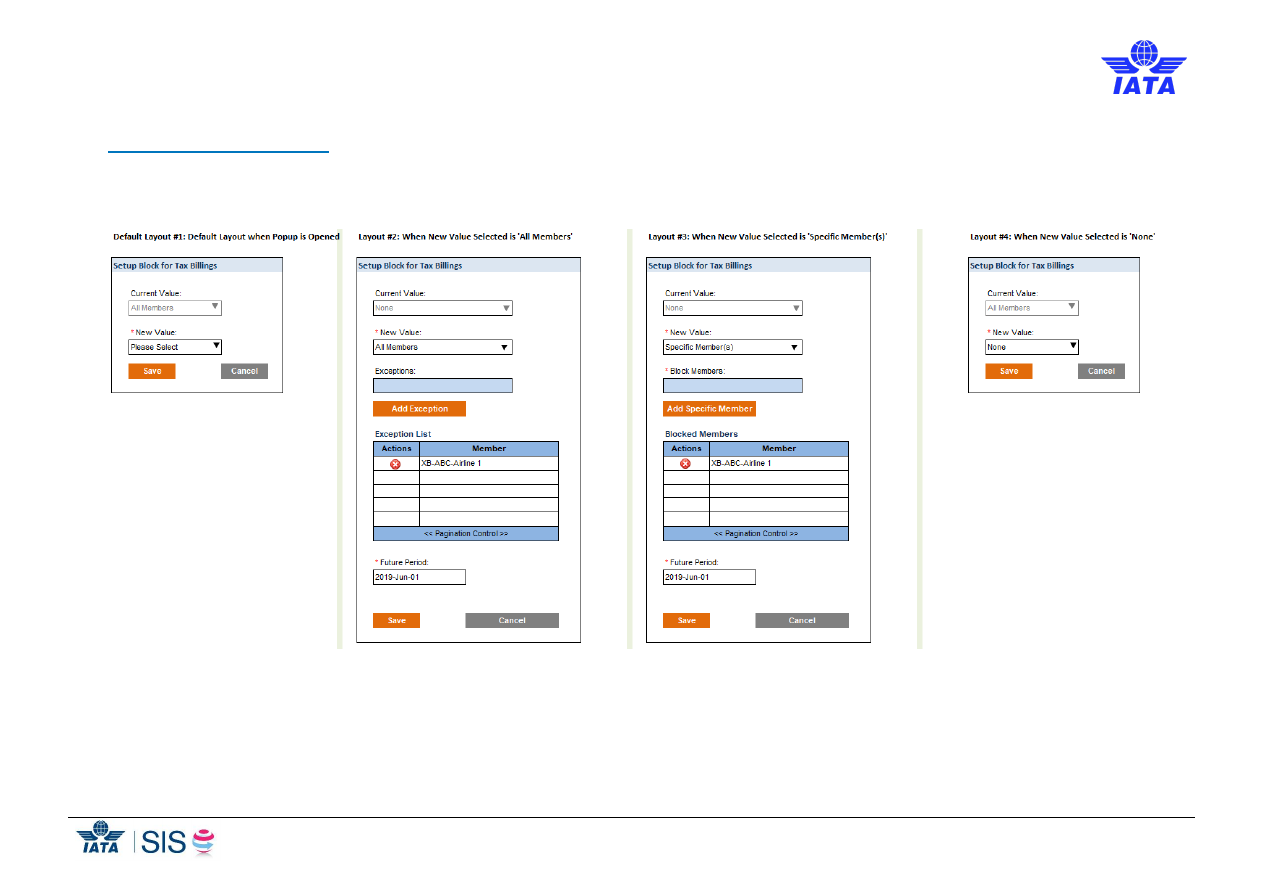 IATA
Default Layout #1: Default Layout when Popup is Opened
Setup Block for Tax Billings
Current Value:
All Members
* New Value:
Please Select
Save
Cancel
Layout #2: When New Value Selected is 'All Members'
Setup Block for Tax Billings
Current Value:
None
* New Value:
All Members
Exceptions:
Add Exception
Exception List
Actions Member
XB-ABC-Airline 1
<< Pagination Control >>
* Future Period:
2019-Jun-01
Save
Cancel
Layout #3: When New Value Selected is 'Specific Member(s)'
Setup Block for Tax Billings
Current Value:
None
* New Value:
Specific Member(s)
* Block Members:
Add Specific Member
Blocked Members
Actions Member
XB-ABC-Airline 1
<< Pagination Control >>
* Future Period:
2019-Jun-01
Save
Cancel
Layout #4: When New Value Selected is 'None'
Setup Block for Tax Billings
Current Value:
All Members
* New Value:
None
Save
Cancel
IATA
SIS